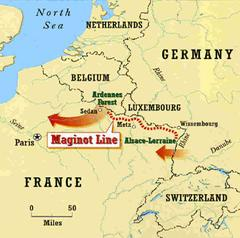 North
Sea
NETHERLANDS
GERMANY
BELGIUM
Rhine
Ardennes
Forest
LUXEMBOURG
Sedan
Metz
Wissembourg
Seine
Paris
Maginot Line
Alsace-Lorraine
Rhine
Danube
FRANCE
0 50
Miles
SWITZERLAND